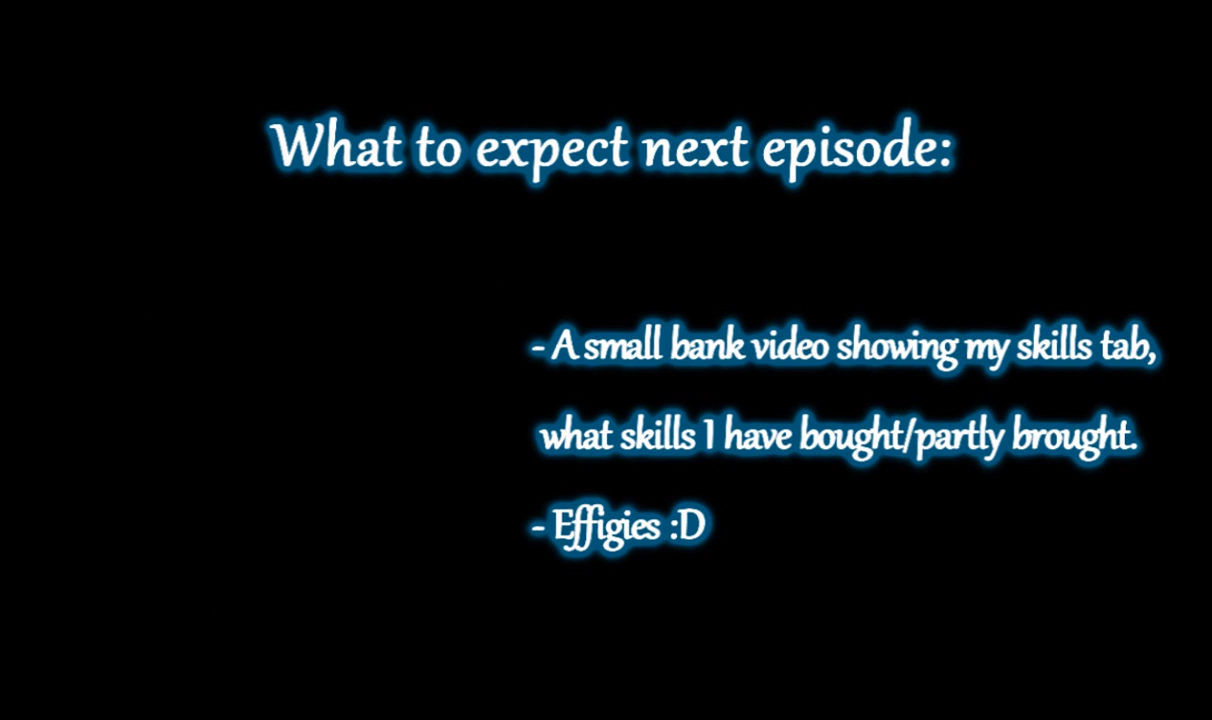 What to expect next episode:
- A small bank video showing my skills tab,
what skills I have bought/partly brought.
- Effigies :D